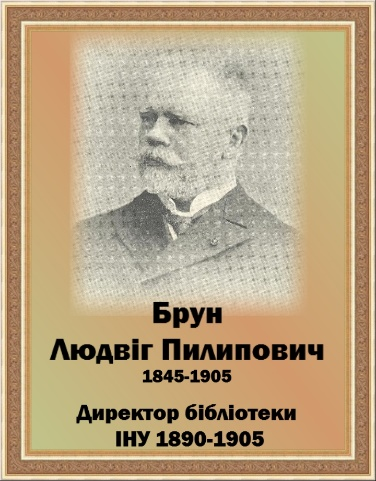 Брун
Людвіг Пилипович
1845-1905
Директор бібліотеки
ІНУ 1890-1905